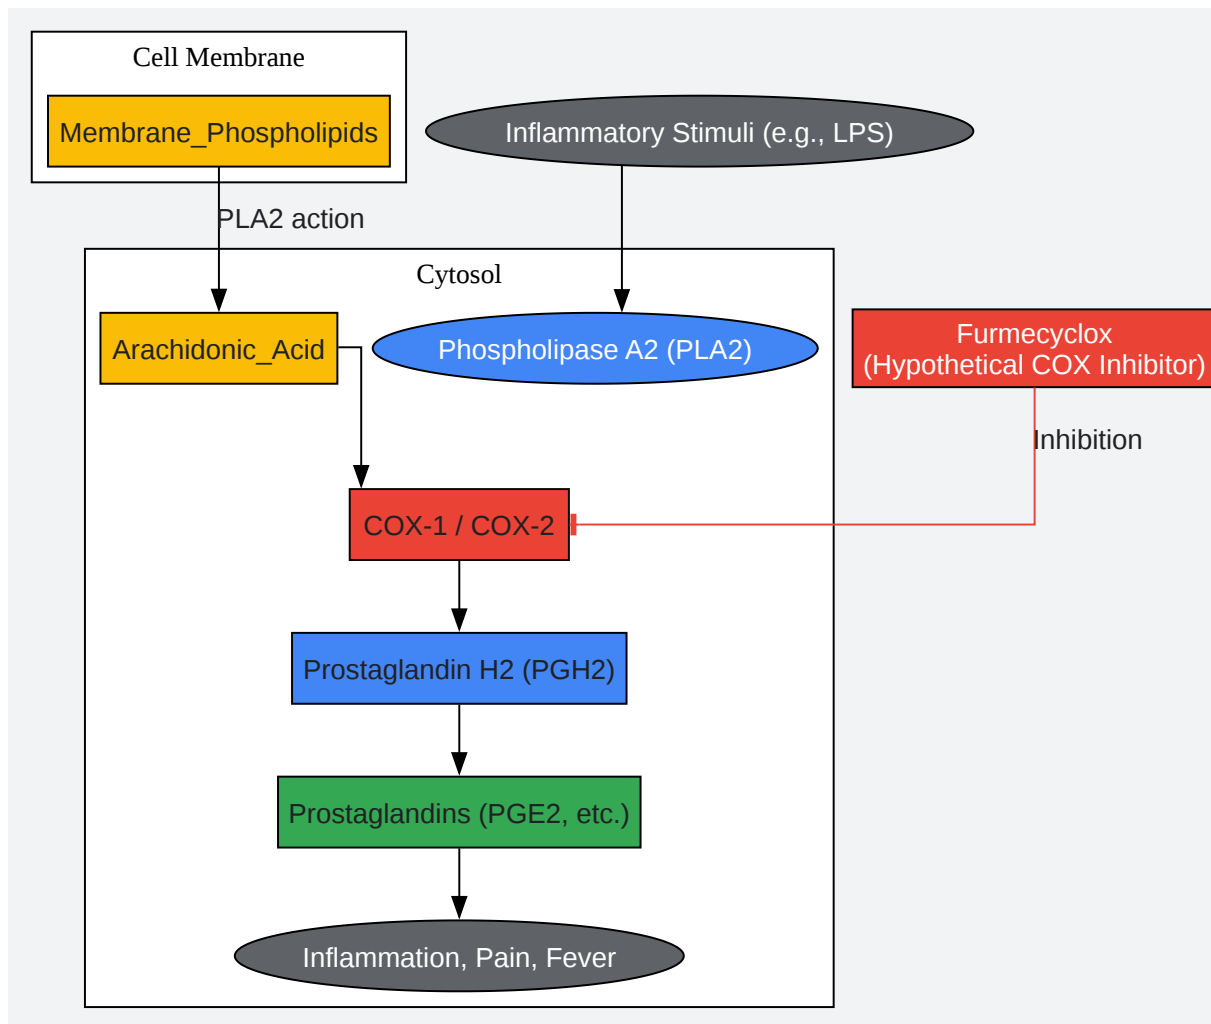 Cell Membrane
Membrane_Phospholipids
Inflammatory Stimuli (e.g., LPS)
PLA2 action
Cytosol
Arachidonic_Acid
Phospholipase A2 (PLA2)
Furmecyclox
(Hypothetical COX Inhibitor)
Inhibition
COX-1 / COX-2
Prostaglandin H2 (PGH2)
Prostaglandins (PGE2, etc.)
Inflammation, Pain, Fever